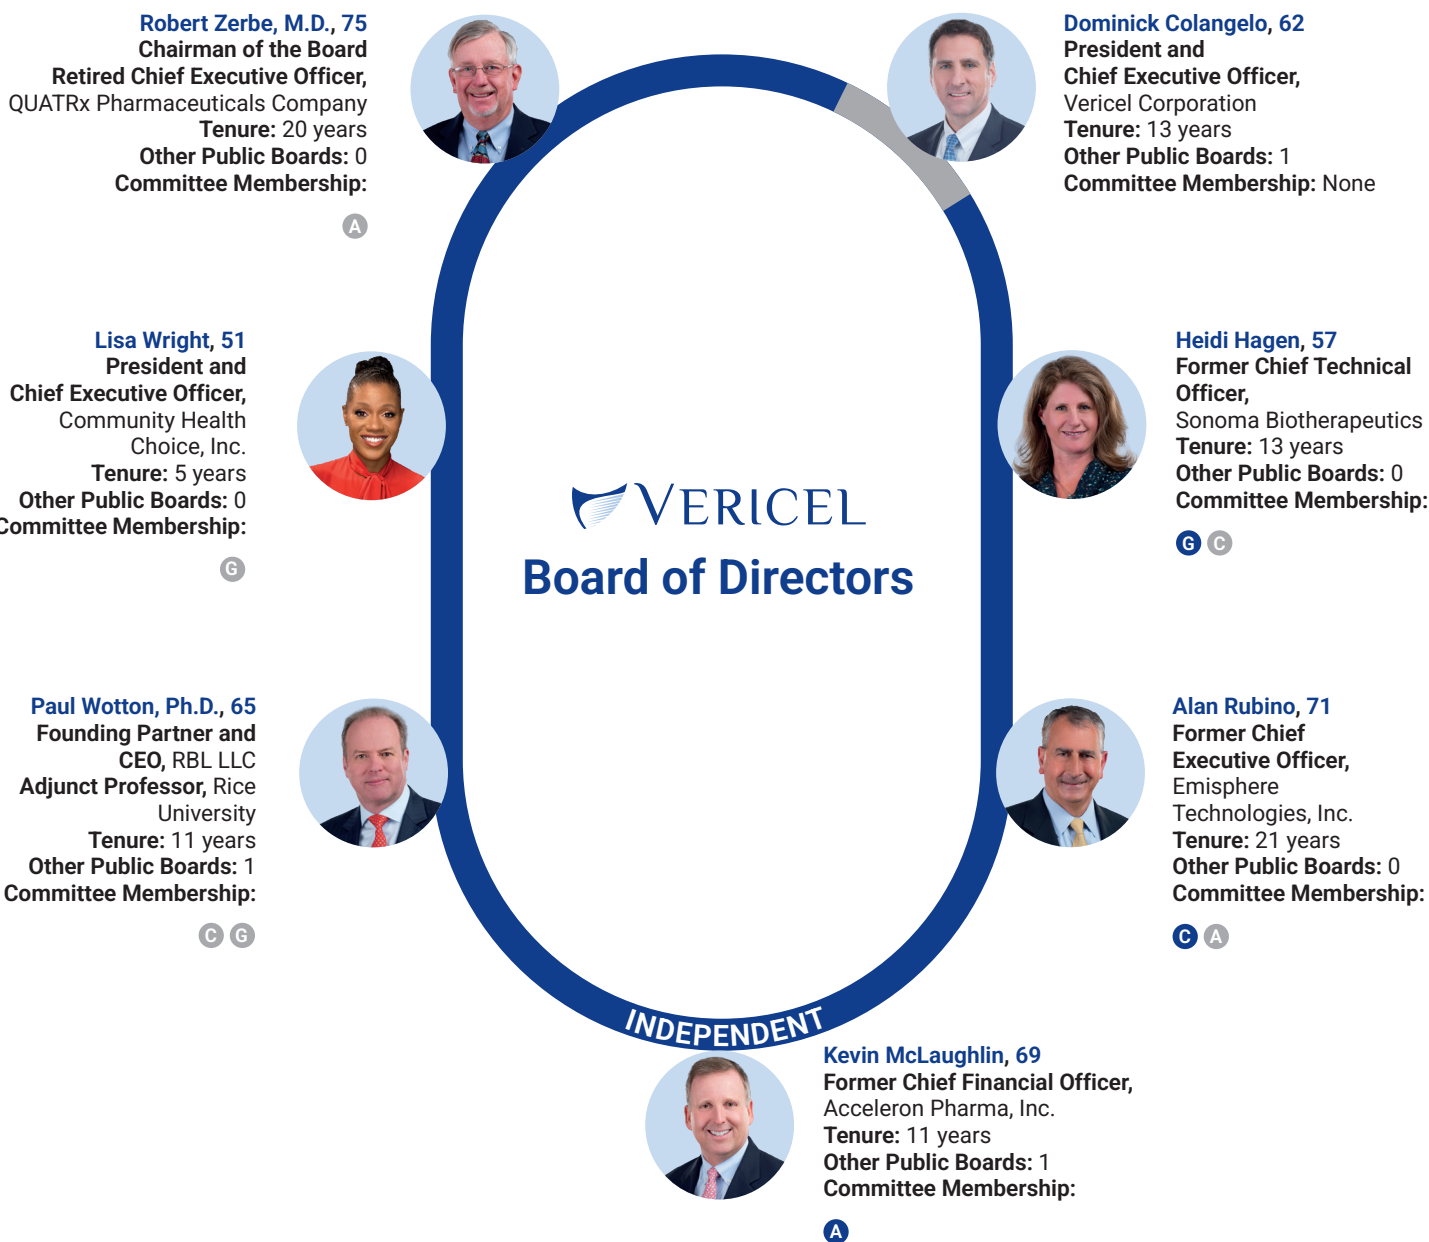 Robert Zerbe, M.D., 75
Chairman of the Board
Retired Chief Executive Officer,
QUATRx Pharmaceuticals Company
Tenure: 20 years
Other Public Boards: 0
Committee Membership:
A
Dominick Colangelo, 62
President and
Chief Executive Officer,
Vericel Corporation
Tenure: 13 years
Other Public Boards: 1
Committee Membership: None
Lisa Wright, 51
President and
Chief Executive Officer,
Community Health
Choice, Inc.
Tenure: 5 years
Other Public Boards: 0
Committee Membership:
G
Heidi Hagen, 57
Former Chief Technical
Officer,
Sonoma Biotherapeutics
Tenure: 13 years
Other Public Boards: 0
Committee Membership:
G C
VERICEL
Board of Directors
Paul Wotton, Ph.D., 65
Founding Partner and
CEO, RBL LLC
Adjunct Professor, Rice
University
Tenure: 11 years
Other Public Boards: 1
Committee Membership:
C G
Alan Rubino, 71
Former Chief
Executive Officer,
Emisphere
Technologies, Inc.
Tenure: 21 years
Other Public Boards: 0
Committee Membership:
C A
INDEPENDENT
Kevin McLaughlin, 69
Former Chief Financial Officer,
Acceleron Pharma, Inc.
Tenure: 11 years
Other Public Boards: 1
Committee Membership:
A